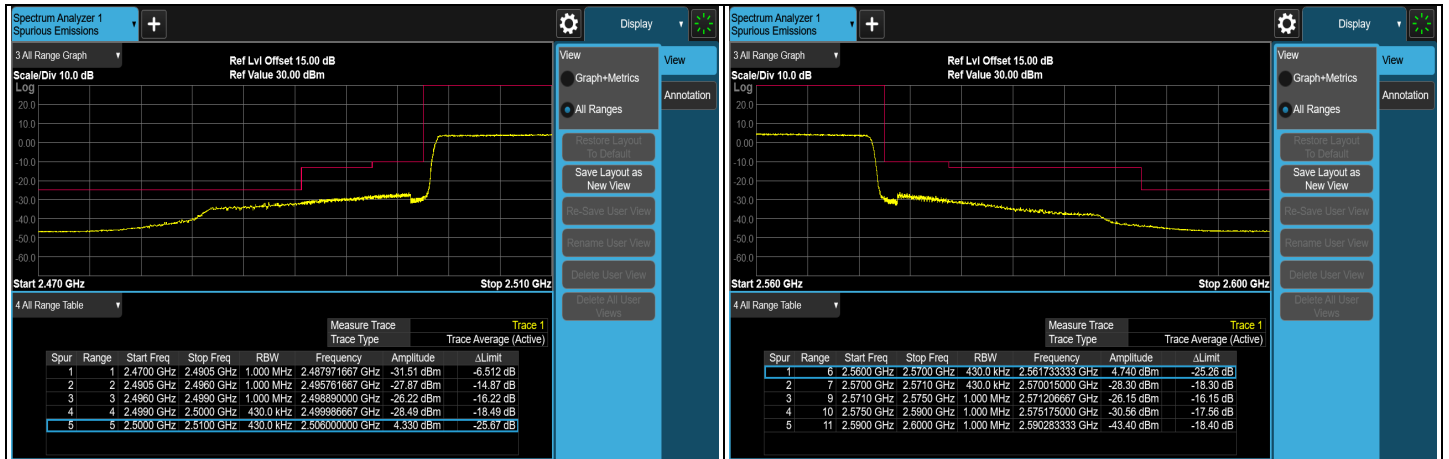 Spectrum Analyzer 1
Spurious Emissions
+
Display
3 All Range Graph
Ref Lvl Offset 15.00 dB
Scale/Div 10.0 dB
Ref Value 30.00 dBm
Log
20.0
10.0
0.00
-10.0
-20.0
-30.0
-40.0
-50.0
-60.0
Start 2.470 GHz
Stop 2.510 GHz
View
Graph+Metrics
All Ranges
Restore Layout
To Default
Save Layout as
New View
Re-Save User View
Rename User View
Delete User View
Delete All User
Views
View
Annotation
4 All Range Table
Measure Trace Trace 1
Trace Type Trace Average (Active)
Spur Range Start Freq Stop Freq RBW Frequency Amplitude ΔLimit
1 1 2.4700 GHz 2.4905 GHz 1.000 MHz 2.487971667 GHz -31.51 dBm -6.512 dB
2 2 2.4905 GHz 2.4960 GHz 1.000 MHz 2.495761667 GHz -27.87 dBm -14.87 dB
3 3 2.4960 GHz 2.4990 GHz 1.000 MHz 2.498890000 GHz -26.22 dBm -16.22 dB
4 4 2.4990 GHz 2.5000 GHz 430.0 kHz 2.499986667 GHz -28.49 dBm -18.49 dB
5 5 2.5000 GHz 2.5100 GHz 430.0 kHz 2.506000000 GHz 4.330 dBm -25.67 dB
Spectrum Analyzer 1
Spurious Emissions
+
Display
3 All Range Graph
Ref Lvl Offset 15.00 dB
Scale/Div 10.0 dB
Ref Value 30.00 dBm
Log
20.0
10.0
0.00
-10.0
-20.0
-30.0
-40.0
-50.0
-60.0
Start 2.560 GHz
Stop 2.600 GHz
View
Graph+Metrics
All Ranges
Restore Layout
To Default
Save Layout as
New View
Re-Save User View
Rename User View
Delete User View
Delete All User
Views
View
Annotation
4 All Range Table
Measure Trace Trace 1
Trace Type Trace Average (Active)
Spur Range Start Freq Stop Freq RBW Frequency Amplitude ΔLimit
1 6 2.5600 GHz 2.5700 GHz 430.0 kHz 2.561733333 GHz 4.740 dBm -25.26 dB
2 7 2.5700 GHz 2.5710 GHz 430.0 kHz 2.570015000 GHz -28.30 dBm -18.30 dB
3 9 2.5710 GHz 2.5750 GHz 1.000 MHz 2.571206667 GHz -26.15 dBm -16.15 dB
4 10 2.5750 GHz 2.5900 GHz 1.000 MHz 2.575175000 GHz -30.56 dBm -17.56 dB
5 11 2.5900 GHz 2.6000 GHz 1.000 MHz 2.590283333 GHz -43.40 dBm -18.40 dB